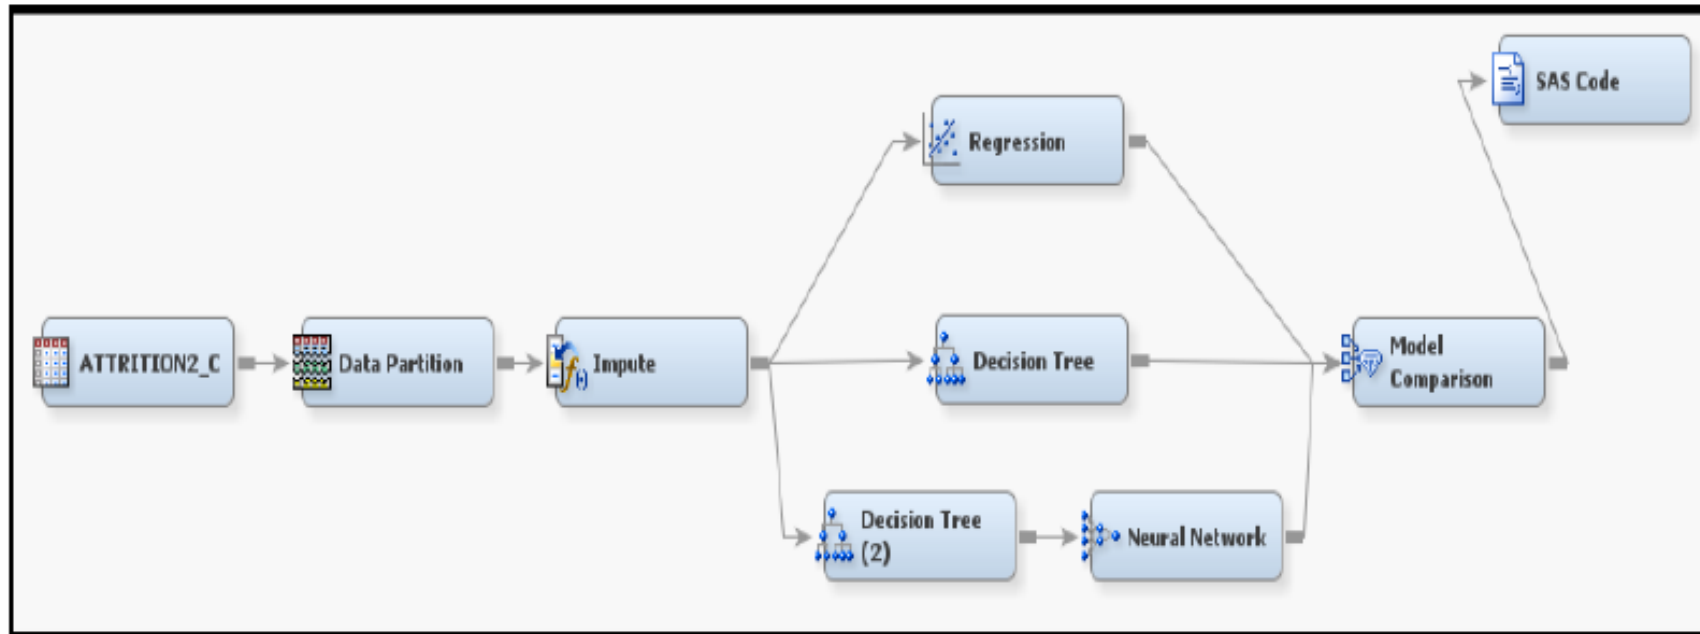 SAS Code
Regression
ATTRITION2_C
Data Partition
Impute
Decision Tree
Model
Comparison
Decision Tree
(2)
Neural Network